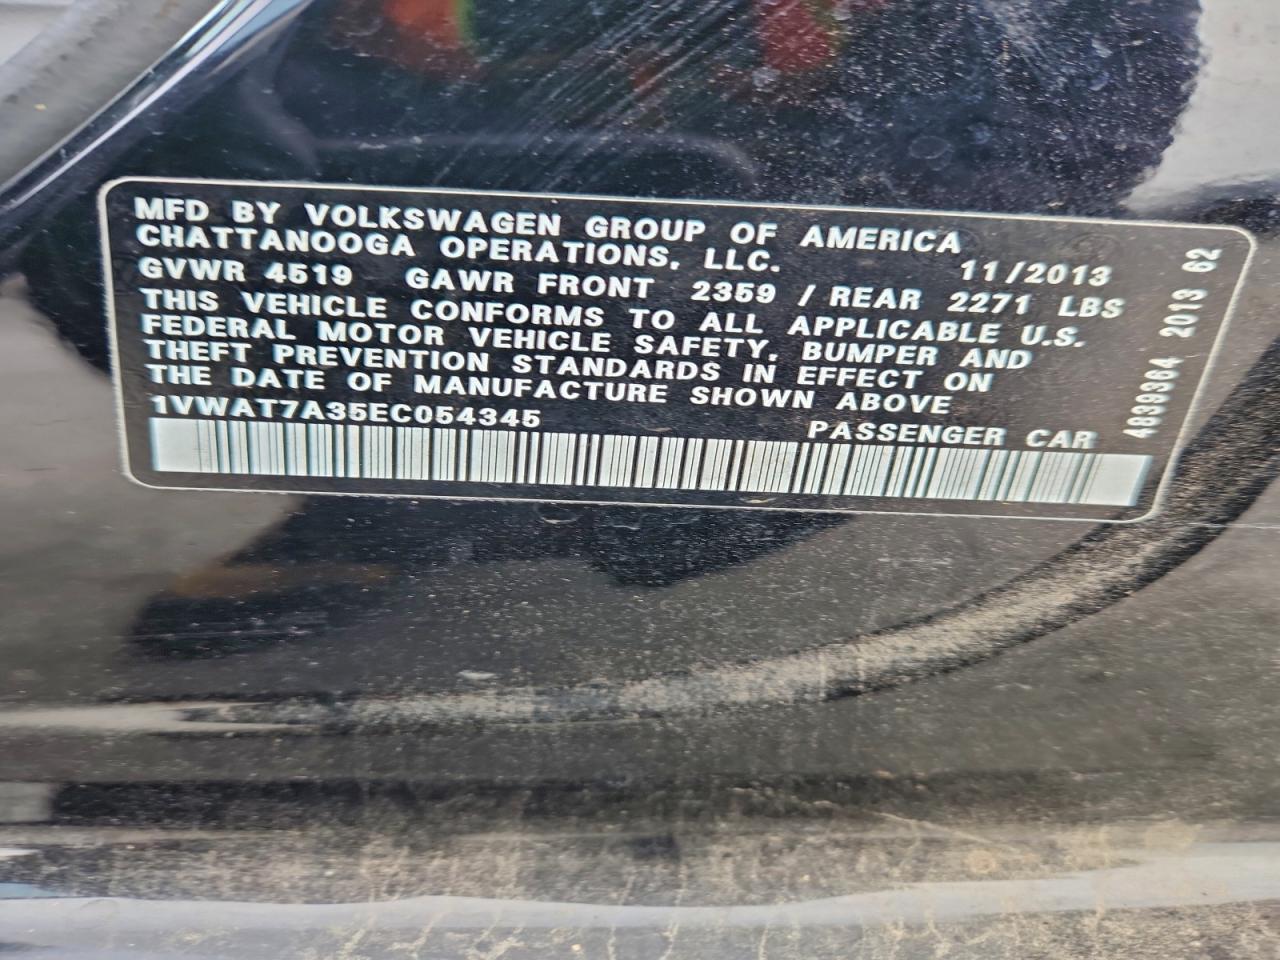 MFD BY VOLKSWAGEN GROUP OF AMERICA
CHATTANOOGA OPERATIONS, LLC. 11/2013
GVWR 4519 GAWR FRONT 2359 / REAR 2271 LBS
THIS VEHICLE CONFORMS TO ALL APPLICABLE U.S.
FEDERAL MOTOR VEHICLE SAFETY, BUMPER AND
THEFT PREVENTION STANDARDS IN EFFECT ON
THE DATE OF MANUFACTURE SHOWN ABOVE
1VWAT7A35EC054345 PASSENGER CAR
4839364 2013 62